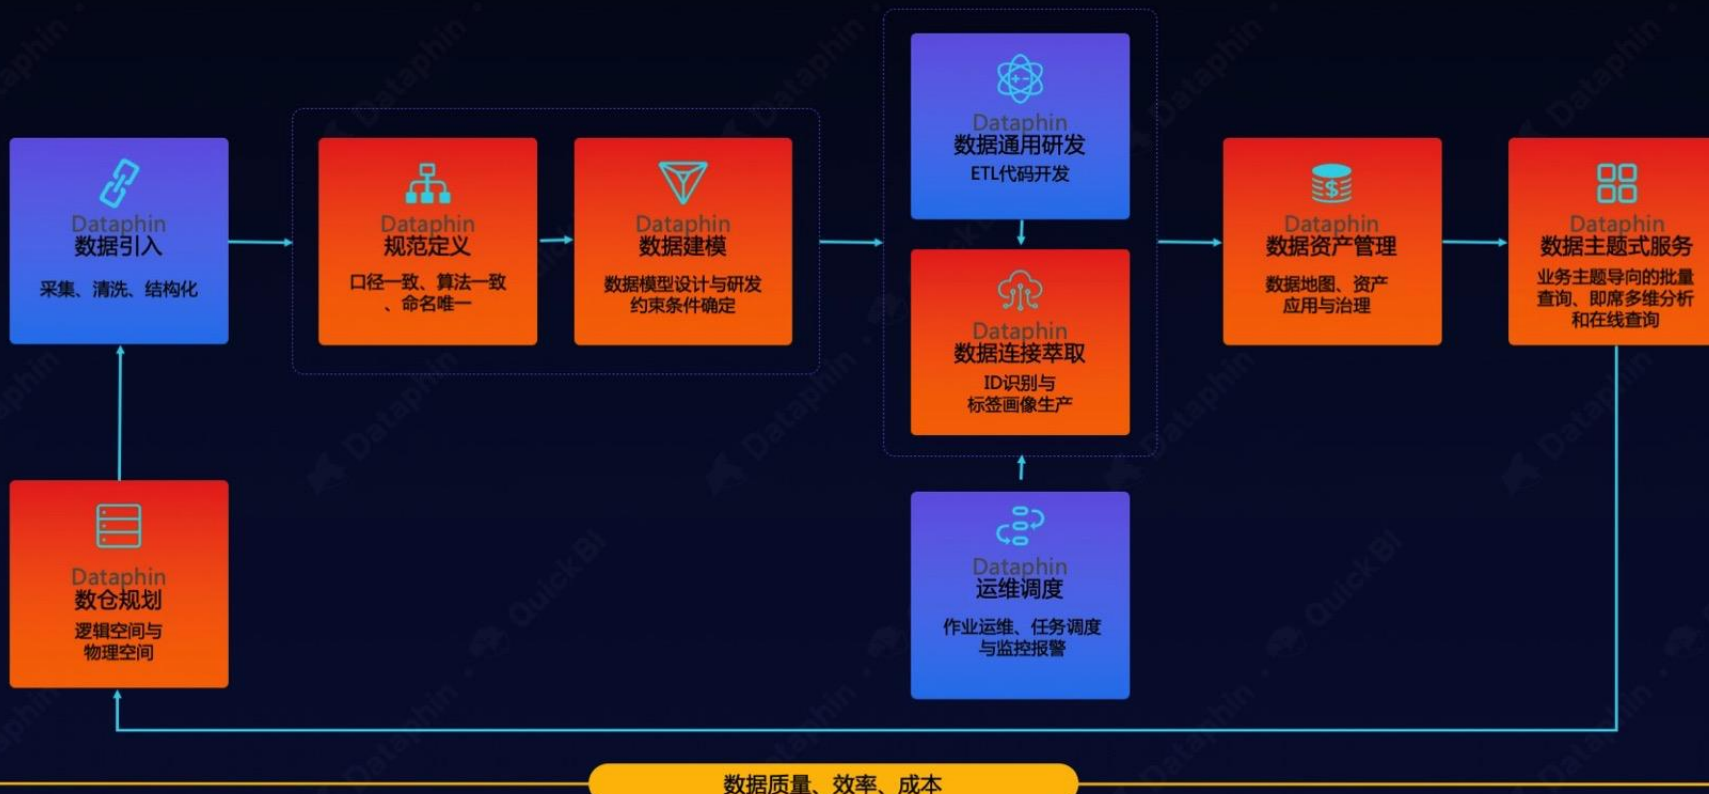 Dataphin
数据引入
采集、清洗、结构化
Dataphin
规范定义
口径一致、算法一致
、命名唯一
Dataphin
数据建模
数据模型设计与研发
约束条件确定
Dataphin
数据通用研发
ETL代码开发
Dataphin
数据连接萃取
ID识别与
标签画像生产
Dataphin
数据资产管理
数据地图、资产
应用与治理
Dataphin
数据主题式服务
业务主题导向的批量
查询、即席多维分析
和在线查询
Dataphin
数仓规划
逻辑空间与
物理空间
Dataphin
运维调度
作业运维、任务调度
与监控报警
数据质量、效率、成本